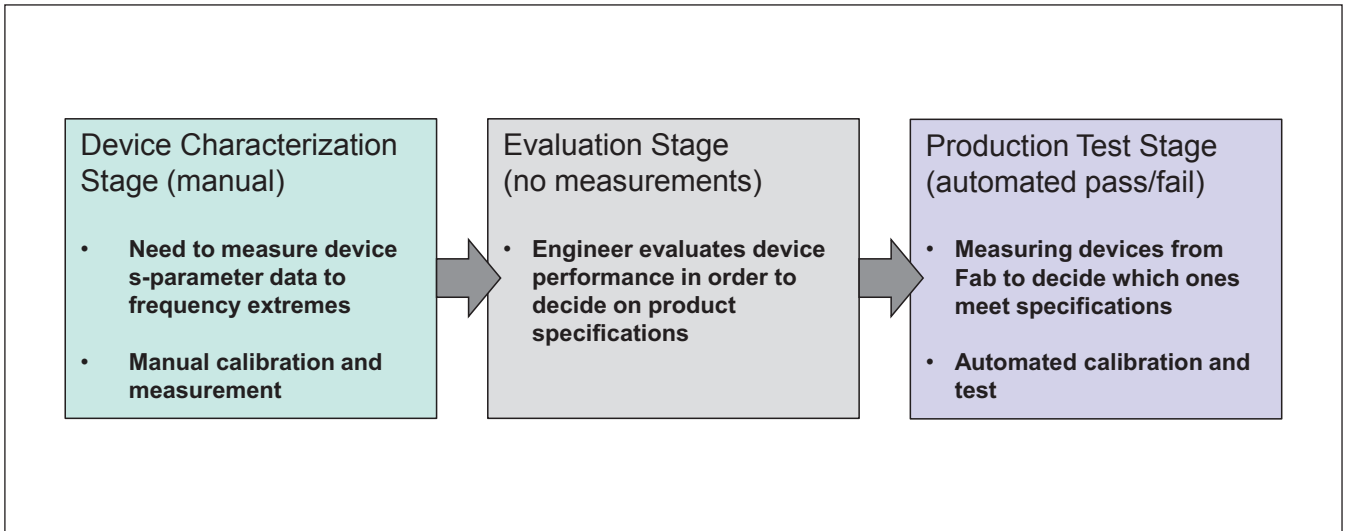 Device Characterization
Stage (manual)
• Need to measure device
s-parameter data to
frequency extremes
• Manual calibration and
measurement
Evaluation Stage
(no measurements)
• Engineer evaluates device
performance in order to
decide on product
specifications
Production Test Stage
(automated pass/fail)
• Measuring devices from
Fab to decide which ones
meet specifications
• Automated calibration and
test